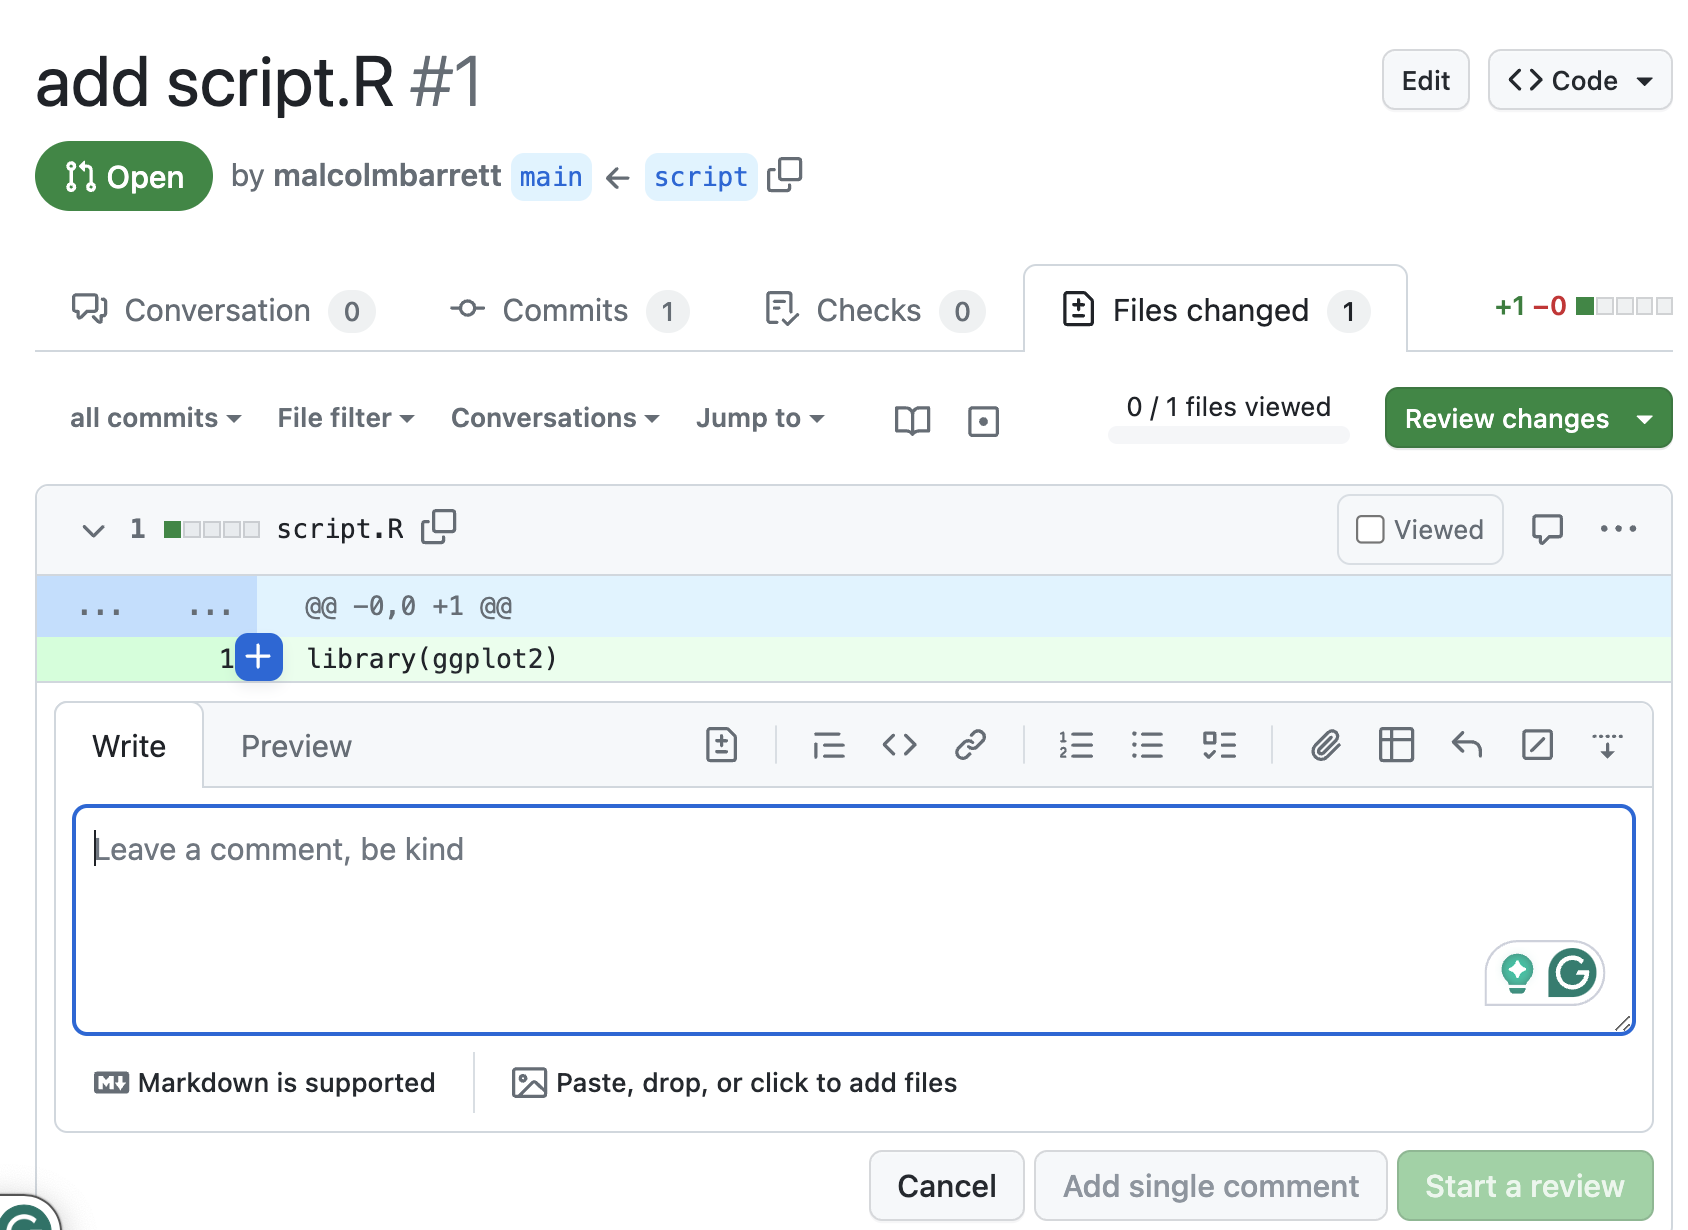 add script.R #1
Edit
<> Code
Open
by malcolmbarrett main ← script
Conversation 0
Commits 1
Checks 0
Files changed 1
+1 −0
all commits
File filter
Conversations
Jump to
0 / 1 files viewed
Review changes
1 script.R
Viewed
... ... @@ −0,0 +1 @@
1 + library(ggplot2)
Write
Preview
Leave a comment, be kind
Markdown is supported
Paste, drop, or click to add files
Cancel
Add single comment
Start a review